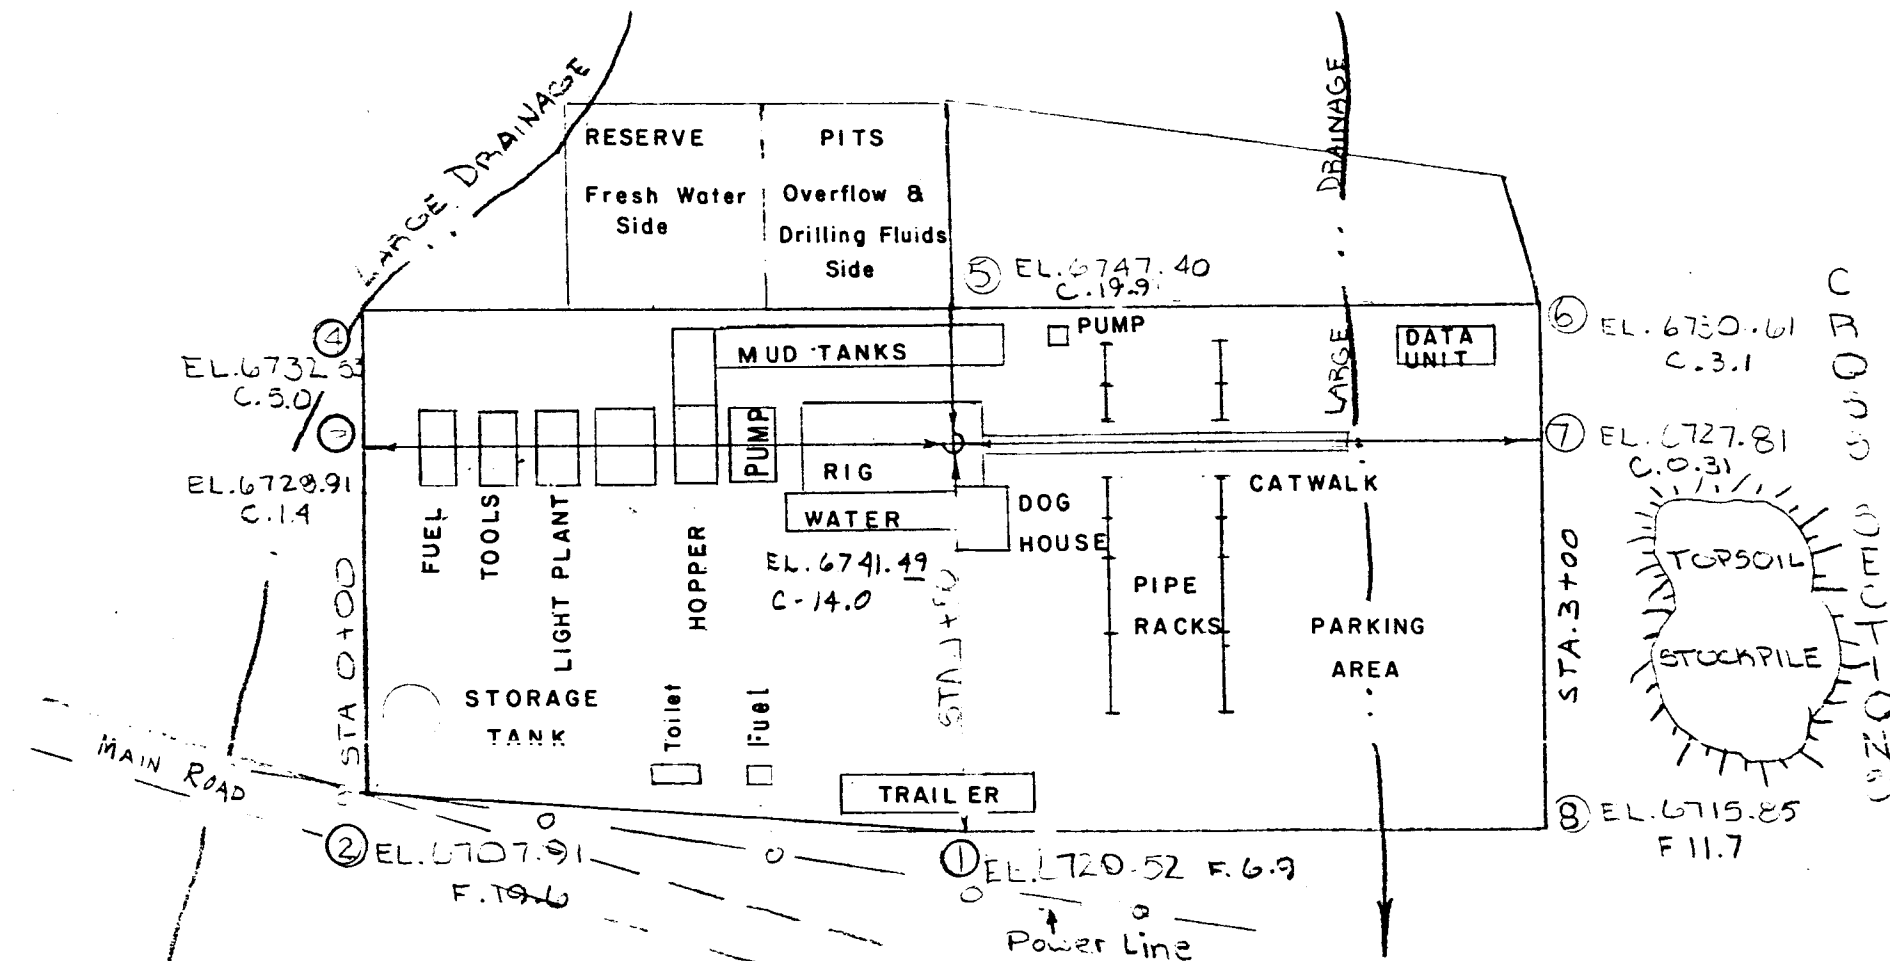 LARGE DRAINAGE
RESERVE PITS
Fresh Water Side
Overflow &
Drilling Fluids
Side
LARGE DRAINAGE
⑤ EL. 6747.40
C. 19.9
④
EL. 6732.53
C. 5.0
MUD TANKS
PUMP
DATA
UNIT
⑥ EL. 6730.61
C. 3.1
③
EL. 6728.91
C. 1.4
PUMP
RIG
WATER
DOG
HOUSE
CATWALK
⑦ EL. 6727.81
C. 0.31
FUEL
TOOLS
LIGHT PLANT
HOPPER
EL. 6741.49
C-14.0
PIPE
RACKS
PARKING
AREA
TOPSOIL
STOCKPILE
STA 0+00
STA. 3+00
CROSS SECTIONS
STORAGE
TANK
Toilet
Fuel
TRAILER
MAIN ROAD
② EL. 6707.91
F. 19.6
① EL. 6720.52 F. 6.9
⑧ EL. 6715.85
F 11.7
Power Line